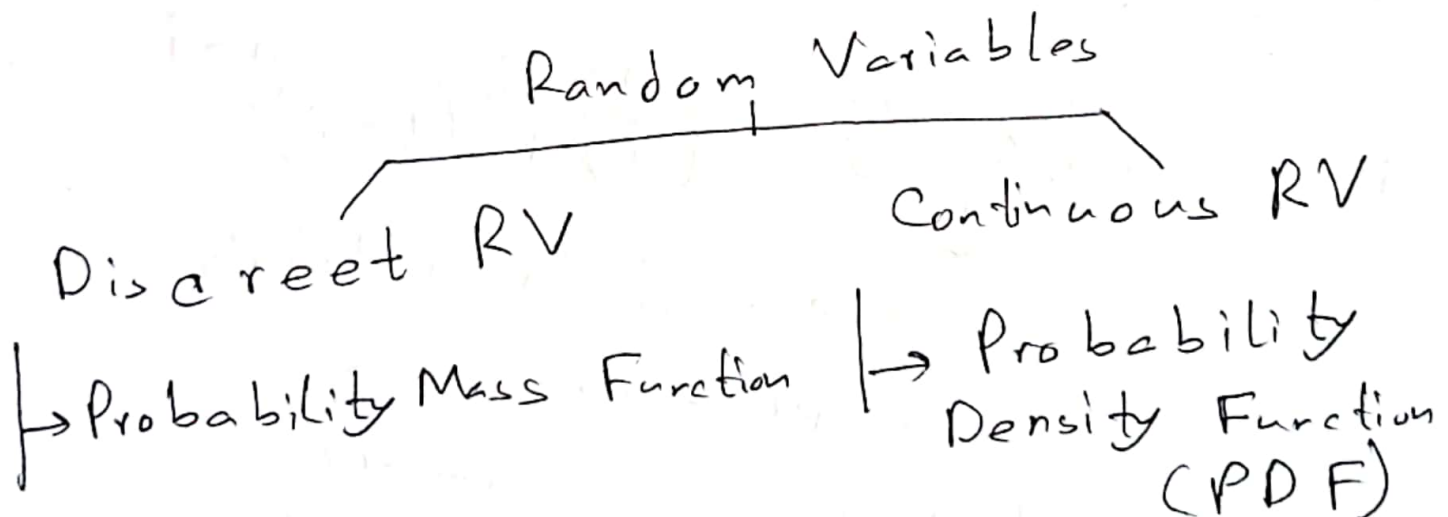 Random Variables
Discreet RV
Continuous RV
Probability Mass Function
Probability
Density Function
(PDF)